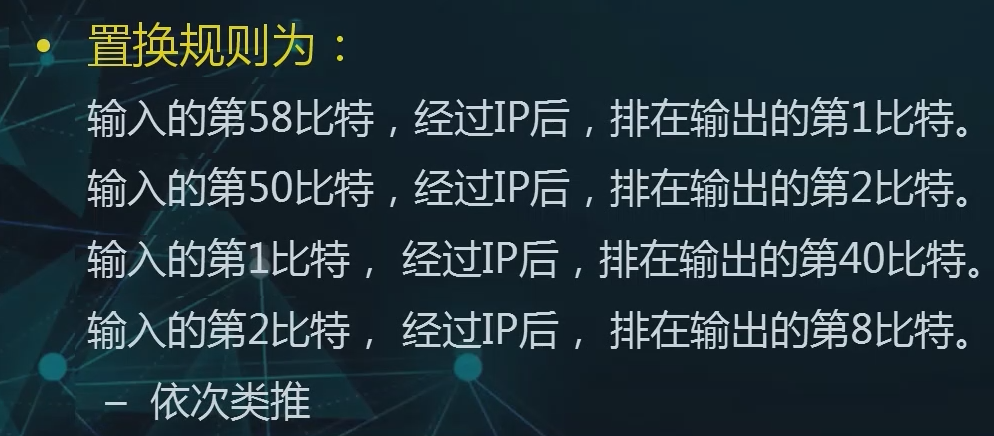 • 置换规则为：
输入的第58比特，经过IP后，排在输出的第1比特。
输入的第50比特，经过IP后，排在输出的第2比特。
输入的第1比特， 经过IP后，排在输出的第40比特。
输入的第2比特， 经过IP后， 排在输出的第8比特。
– 依次类推